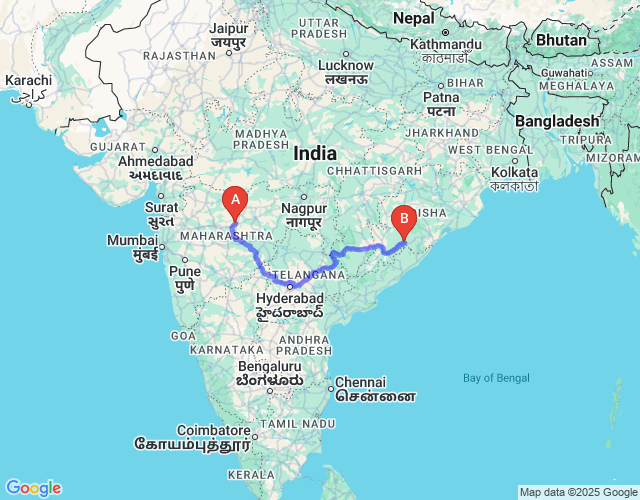 Nepal
UTTAR
PRADESH
Jaipur
जयपुर
Kathmandu
काठमाडौं
Bhutan
RAJASTHAN
Lucknow
लखनऊ
Guwahati
ASSAM
Karachi
كراچى
BIHAR
MEGHALAYA
Patna
पटना
Bangladesh
GUJARAT
MADHYA
PRADESH
JHARKHAND
TRIPURA
Ahmedabad
અમદાવાદ
India
WEST BENGAL
MIZORAM
CHHATTISGARH
Kolkata
কলকাতা
A
Surat
સુરત
Nagpur
नागपूर
B
ISHA
Mumbai
मुंबई
MAHARASHTRA
Pune
पुणे
TELANGANA
Hyderabad
హైదరాబాద్
GOA
ANDHRA
PRADESH
KARNATAKA
Bengaluru
ಬೆಂಗಳೂರು
Chennai
சென்னை
Bay of Bengal
Coimbatore
கோயம்புத்தூர்
TAMIL NADU
KERALA
Google
Map data ©2025 Google